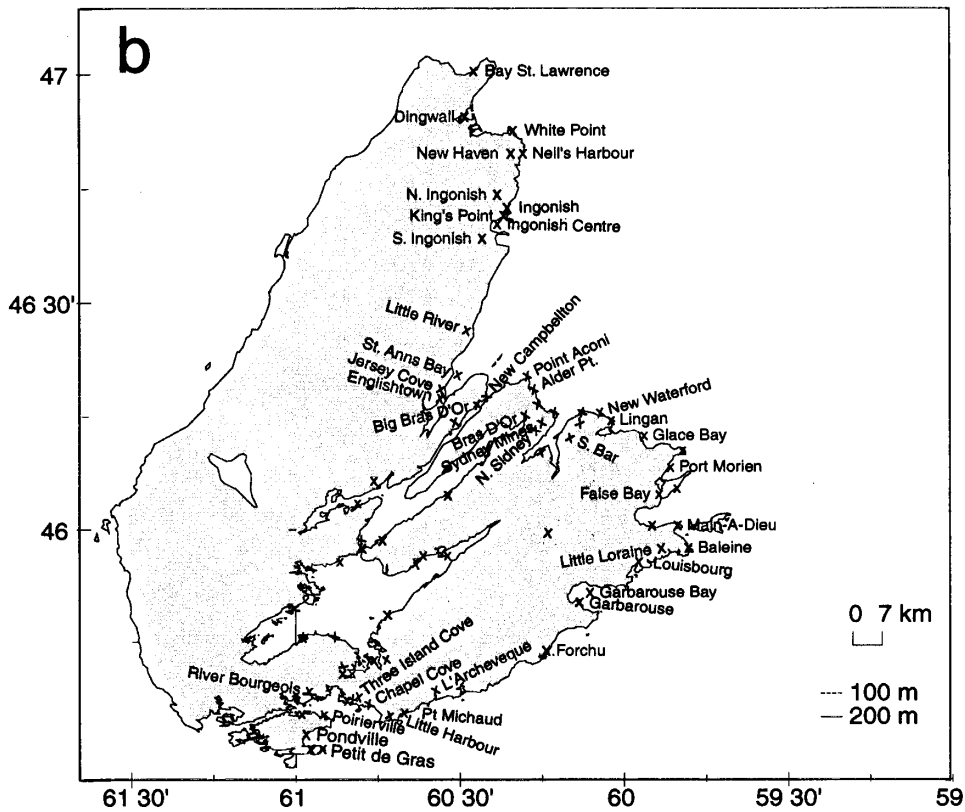 b
47
Bay St. Lawrence
Dingwall
White Point
New Haven
Neil's Harbour
N. Ingonish
Ingonish
King's Point
Ingonish Centre
S. Ingonish
46 30'
Little River
New Campbellton
St. Anns Bay
Point Aconi
Jersey Cove
Alder Pt.
Englishtown
Big Bras D'Or
New Waterford
Bras D'Or
Lingan
Sydney Mines
Glace Bay
N. Sidney
S. Bar
Port Morien
False Bay
46
Main-A-Dieu
Little Loraine
Baleine
Louisbourg
Garbarouse Bay
Garbarouse
0 7 km
Forchu
Three Island Cove
River Bourgeois
Chapel Cove
L'Archeveque
100 m
Poirierville
Pt Michaud
200 m
Little Harbour
Pondville
Petit de Gras
61 30'
61
60 30'
60
59 30'
59